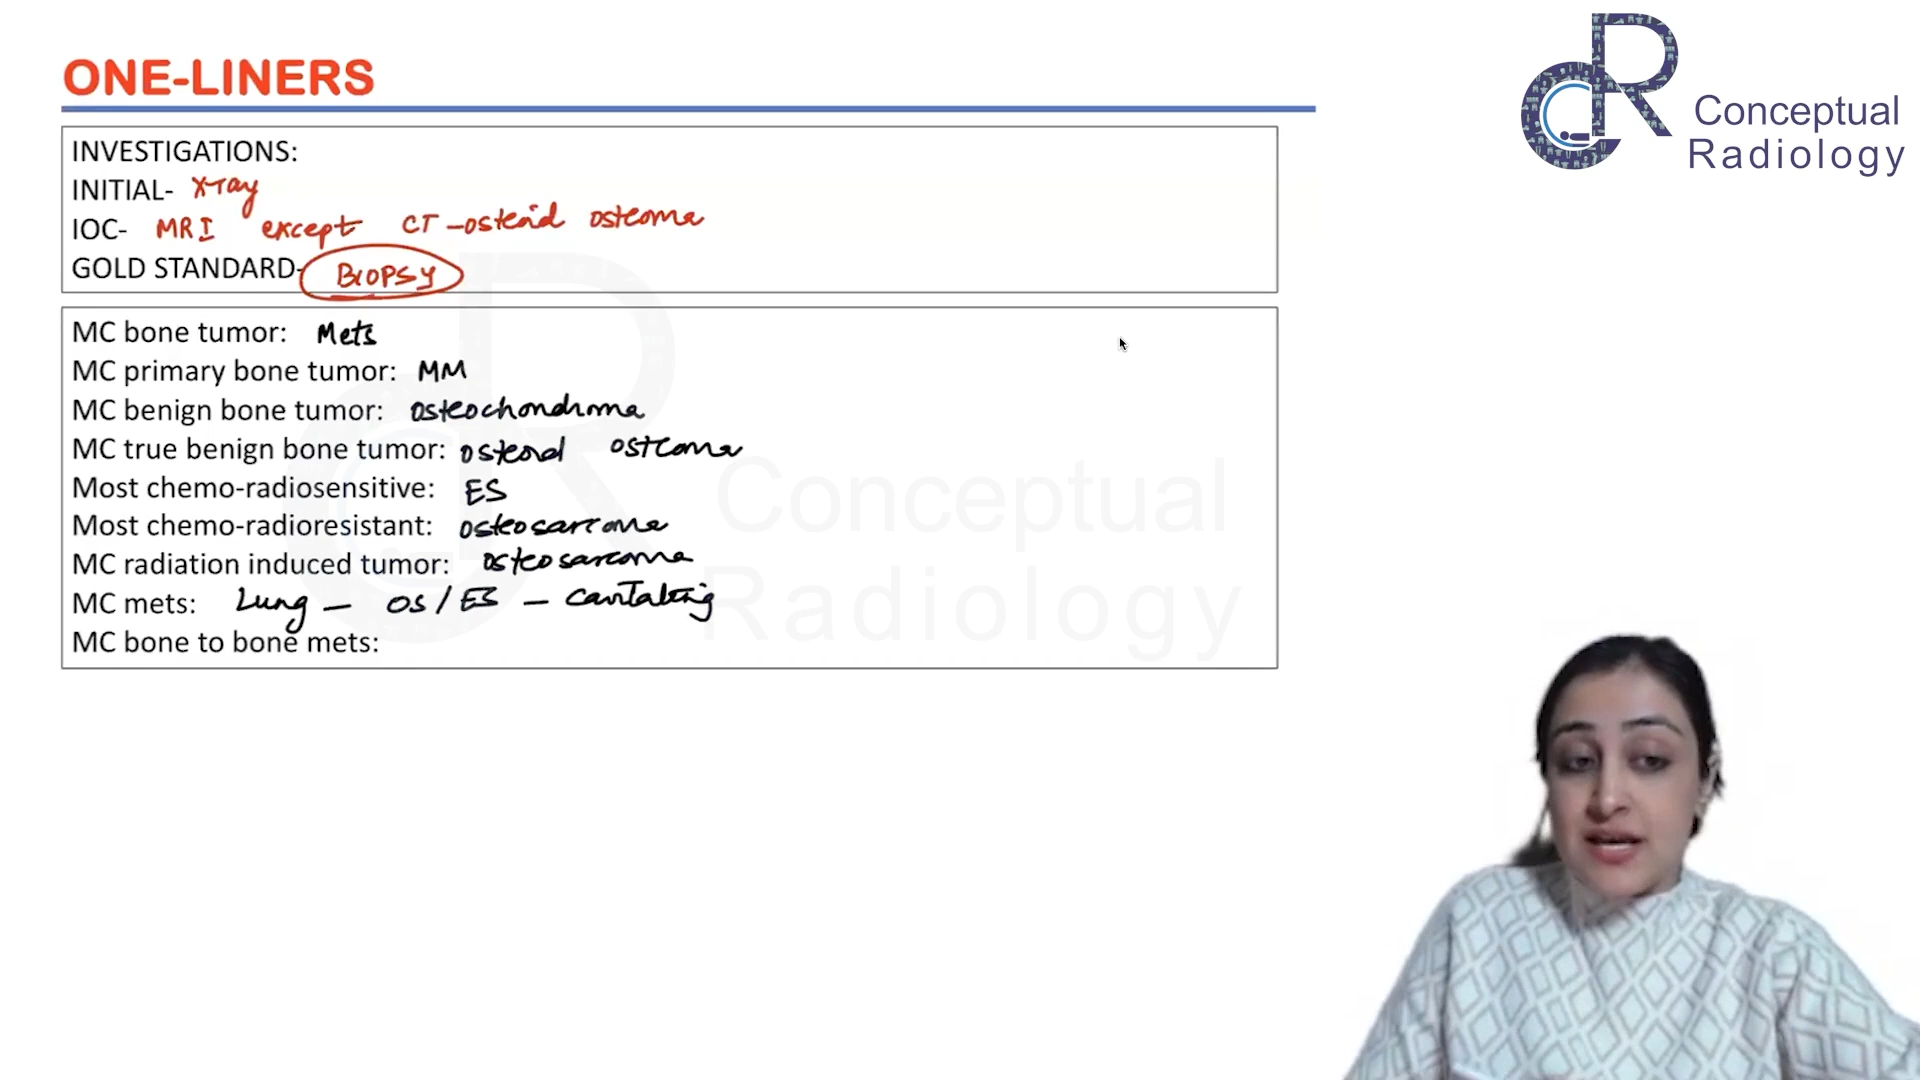 ONE-LINERS
Conceptual
Radiology
INVESTIGATIONS:
INITIAL- X-ray
IOC- MRI except CT - osteoid osteoma
GOLD STANDARD- Biopsy
MC bone tumor: Mets
MC primary bone tumor: MM
MC benign bone tumor: Osteochondroma
MC true benign bone tumor: Osteoid Osteoma
Most chemo-radiosensitive: ES
Most chemo-radioresistant: Osteosarcoma
MC radiation induced tumor: Osteosarcoma
MC mets: Lung - OS/ES -
MC bone to bone mets:
Conceptual
Radiology